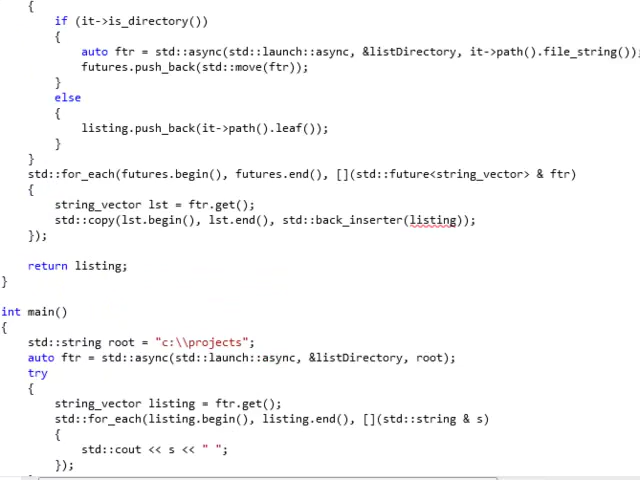 {
if (it->is_directory())
{
auto ftr = std::async(std::launch::async, &listDirectory, it->path().file_string());
futures.push_back(std::move(ftr));
}
else
{
listing.push_back(it->path().leaf());
}
}
std::for_each(futures.begin(), futures.end(), [](std::future<string_vector> & ftr)
{
string_vector lst = ftr.get();
std::copy(lst.begin(), lst.end(), std::back_inserter(listing));
});
return listing;
}
int main()
{
std::string root = "c:\\projects";
auto ftr = std::async(std::launch::async, &listDirectory, root);
try
{
string_vector listing = ftr.get();
std::for_each(listing.begin(), listing.end(), [](std::string & s)
{
std::cout << s << " ";
});